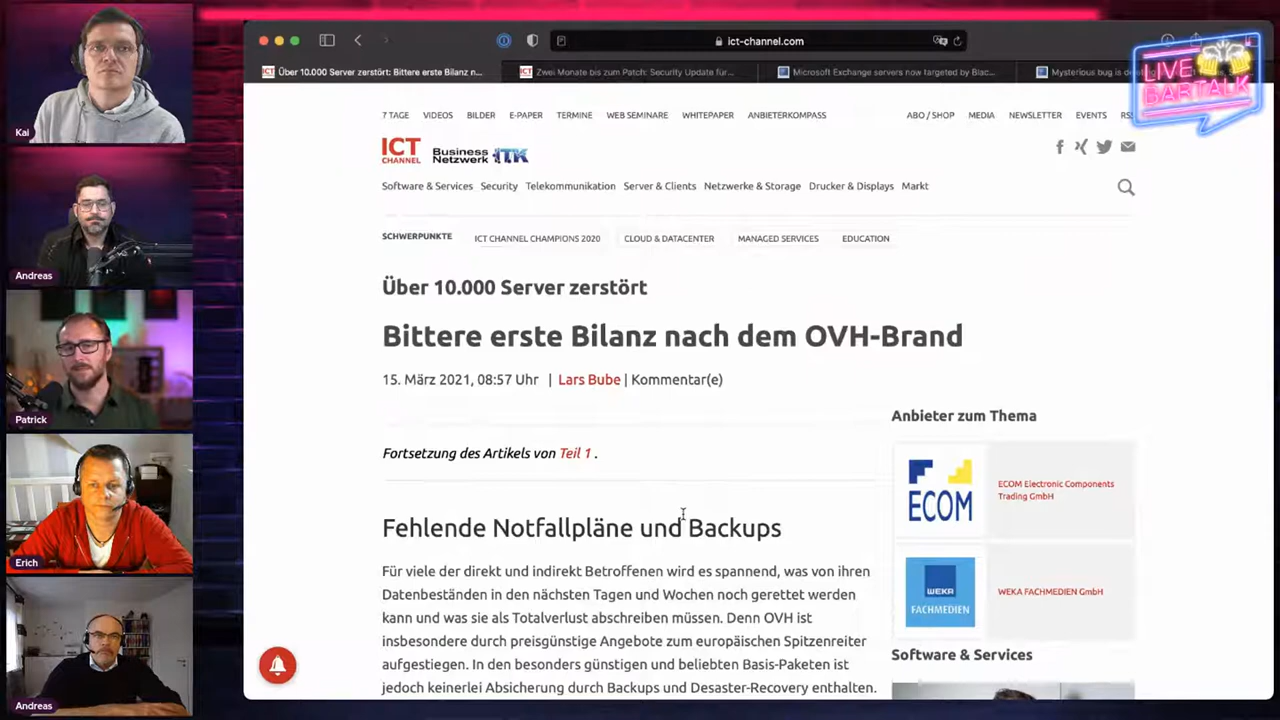 Kai
Andreas
Patrick
Erich
Andreas
ict-channel.com
Über 10.000 Server zerstört: Bittere erste Bilanz n...
Zwei Monate bis zum Patch: Security Update für...
Microsoft Exchange servers now targeted by Blac...
Mysterious bug is
LIVE
BARTALK
7 TAGE VIDEOS BILDER E-PAPER TERMINE WEB SEMINARE WHITEPAPER ANBIETERKOMPASS
ABO / SHOP MEDIA NEWSLETTER EVENTS
ICT
CHANNEL
Business
Netzwerk ITK
Software & Services Security Telekommunikation Server & Clients Netzwerke & Storage Drucker & Displays Markt
SCHWERPUNKTE ICT CHANNEL CHAMPIONS 2020 CLOUD & DATACENTER MANAGED SERVICES EDUCATION
Über 10.000 Server zerstört
Bittere erste Bilanz nach dem OVH-Brand
15. März 2021, 08:57 Uhr | Lars Bube | Kommentar(e)
Fortsetzung des Artikels von Teil 1 .
Fehlende Notfallpläne und Backups
Für viele der direkt und indirekt Betroffenen wird es spannend, was von ihren
Datenbeständen in den nächsten Tagen und Wochen noch gerettet werden
kann und was sie als Totalverlust abschreiben müssen. Denn OVH ist
insbesondere durch preisgünstige Angebote zum europäischen Spitzenreiter
aufgestiegen. In den besonders günstigen und beliebten Basis-Paketen ist
jedoch keinerlei Absicherung durch Backups und Desaster-Recovery enthalten.
Anbieter zum Thema
ECOM
ECOM Electronic Components
Trading GmbH
WEKA
FACHMEDIEN
WEKA FACHMEDIEN GmbH
Software & Services